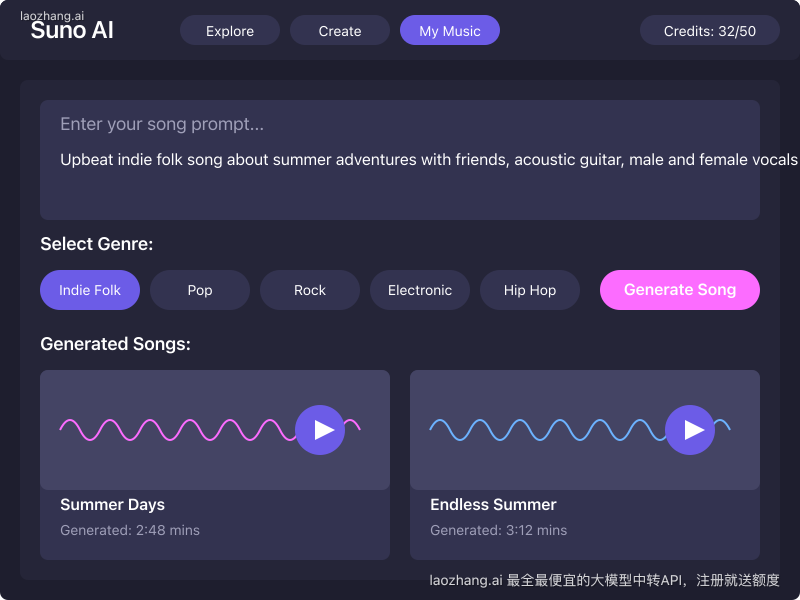 laozhang.ai
Suno AI
Explore
Create
My Music
Credits: 32/50
Enter your song prompt...
Upbeat indie folk song about summer adventures with friends, acoustic guitar, male and female vocals
Select Genre:
Indie Folk
Pop
Rock
Electronic
Hip Hop
Generate Song
Generated Songs:
Summer Days
Generated: 2:48 mins
Endless Summer
Generated: 3:12 mins
laozhang.ai 最全最便宜的大模型中转API，注册就送额度